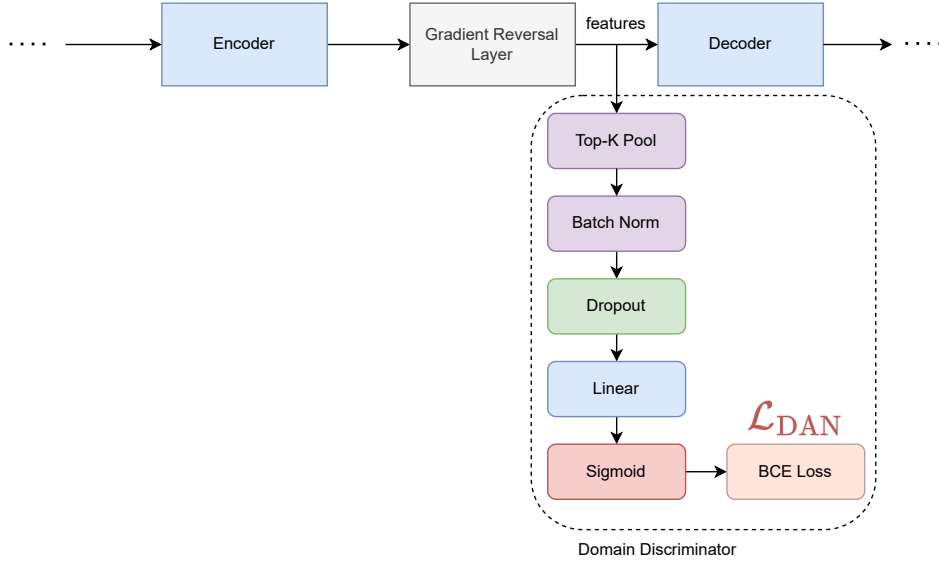 ....
Encoder
Gradient Reversal
Layer
features
Decoder
....
Top-K Pool
Batch Norm
Dropout
Linear
ℒDAN
Sigmoid
BCE Loss
Domain Discriminator